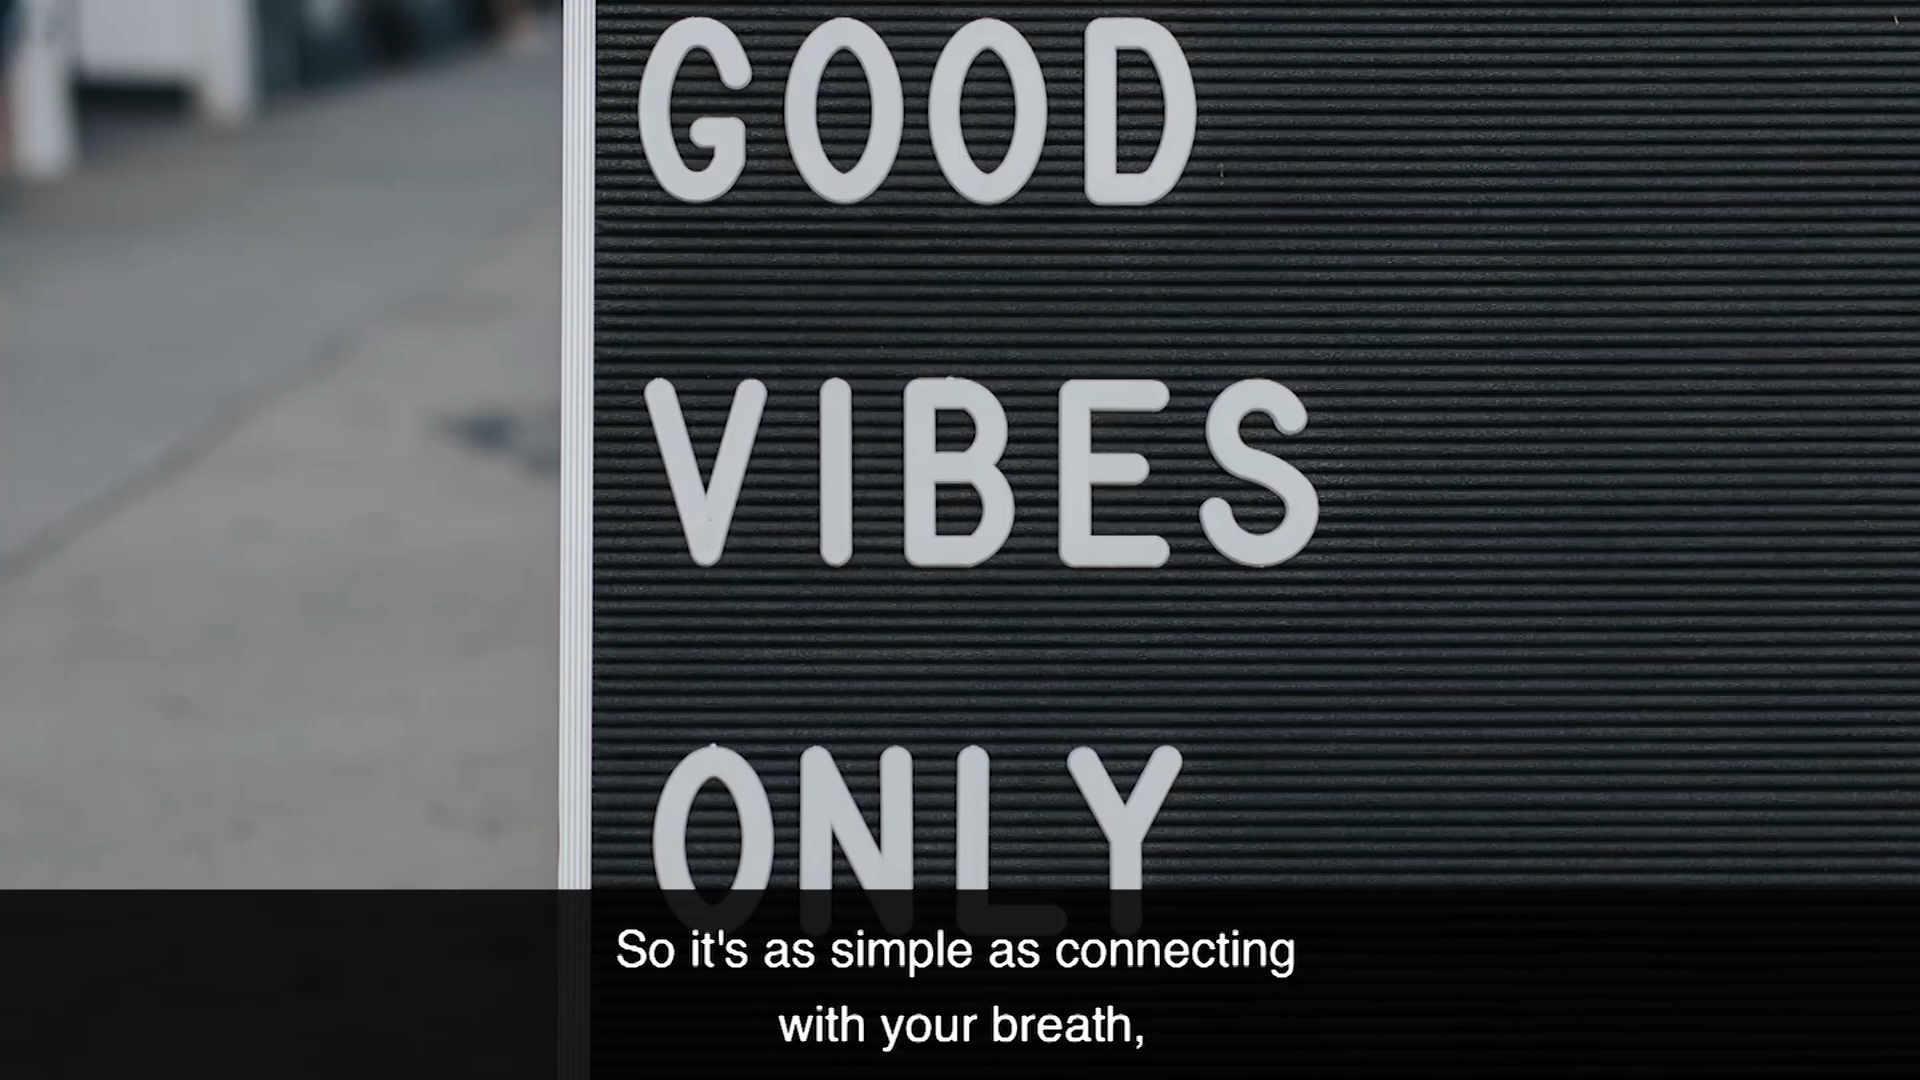 GOOD
VIBES
ONLY
So it's as simple as connecting
with your breath,